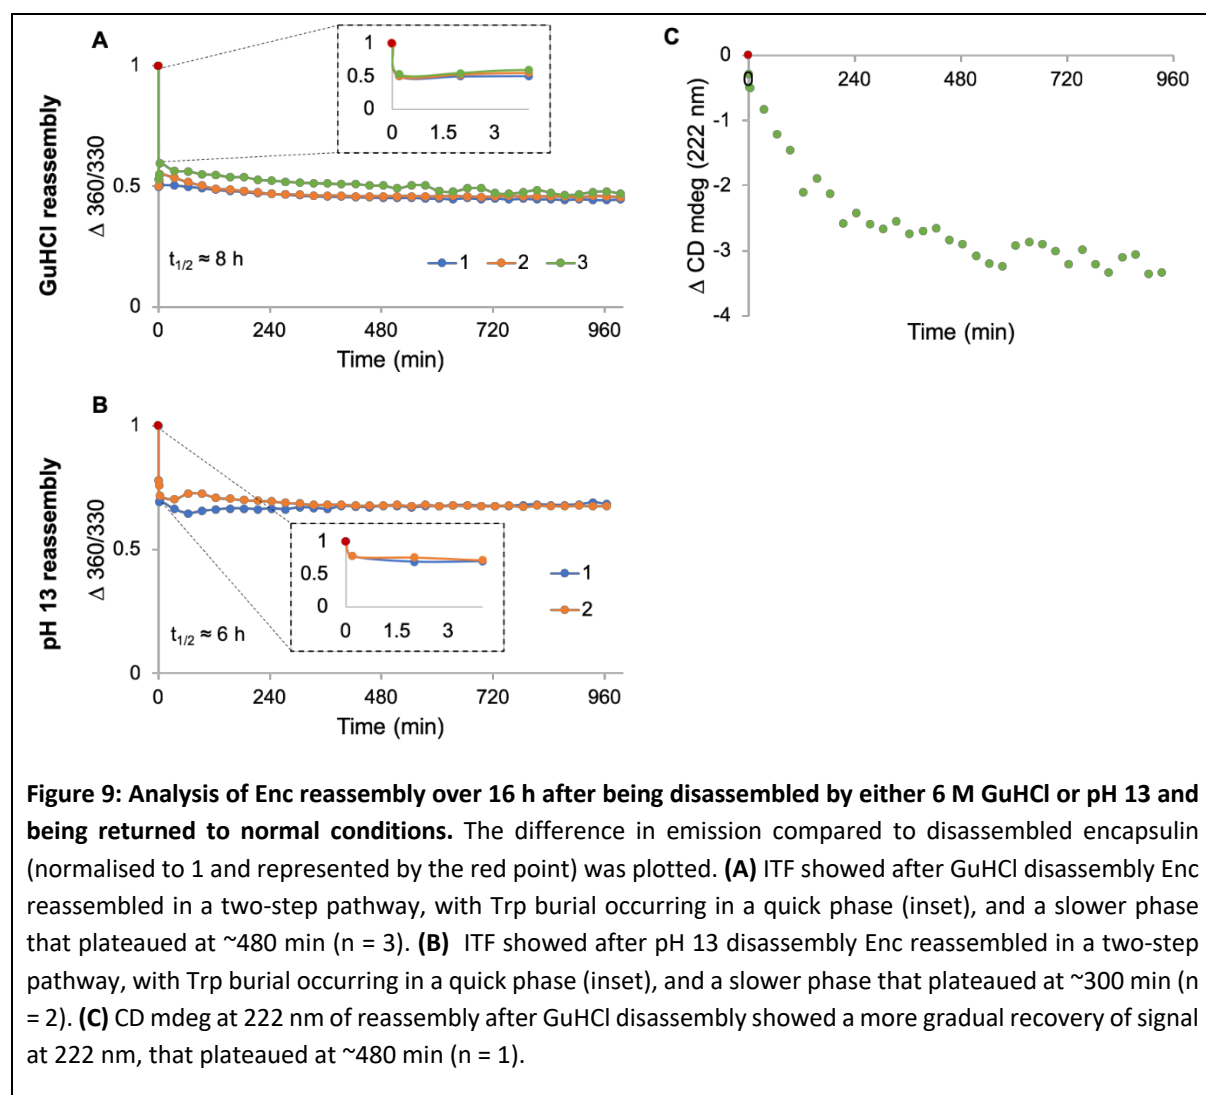 A
GuHCl reassembly
Δ 360/330
1
0.5
0
1
0.5
0
0 1.5 3
t1/2 ≈ 8 h
1 2 3
0 240 480 720 960
Time (min)
C
Δ CD mdeg (222 nm)
0
-1
-2
-3
-4
0 240 480 720 960
Time (min)
B
pH 13 reassembly
Δ 360/330
1
0.5
0
1
0.5
0
0 1.5 3
1
2
t1/2 ≈ 6 h
0 240 480 720 960
Time (min)
Figure 9: Analysis of Enc reassembly over 16 h after being disassembled by either 6 M GuHCl or pH 13 and
being returned to normal conditions. The difference in emission compared to disassembled encapsulin
(normalised to 1 and represented by the red point) was plotted. (A) ITF showed after GuHCl disassembly Enc
reassembled in a two-step pathway, with Trp burial occurring in a quick phase (inset), and a slower phase
that plateaued at ~480 min (n = 3). (B) ITF showed after pH 13 disassembly Enc reassembled in a two-step
pathway, with Trp burial occurring in a quick phase (inset), and a slower phase that plateaued at ~300 min (n
= 2). (C) CD mdeg at 222 nm of reassembly after GuHCl disassembly showed a more gradual recovery of signal
at 222 nm, that plateaued at ~480 min (n = 1).